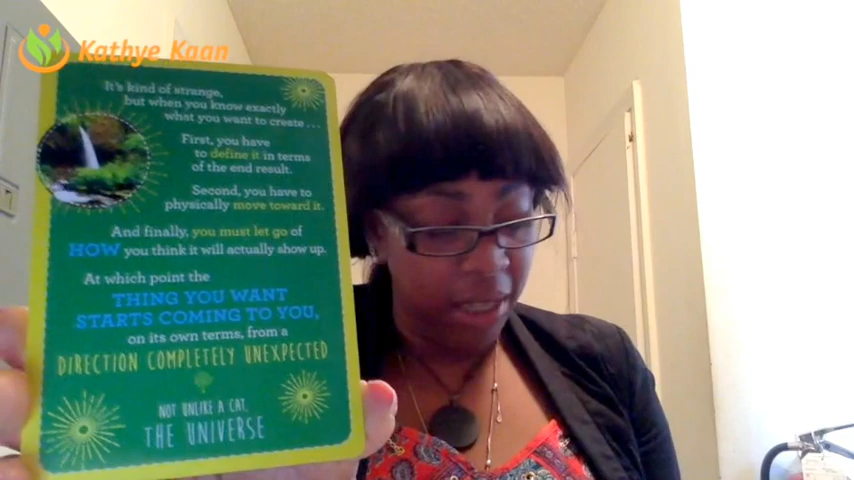 Kathye Kaan
It's kind of strange,
but when you know exactly
what you want to create . . .
First, you have
to define it in terms
of the end result.
Second, you have to
physically move toward it.
And finally, you must let go of
HOW you think it will actually show up.
At which point the
THING YOU WANT
STARTS COMING TO YOU,
on its own terms, from a
DIRECTION COMPLETELY UNEXPECTED
NOT UNLIKE A CAT,
THE UNIVERSE